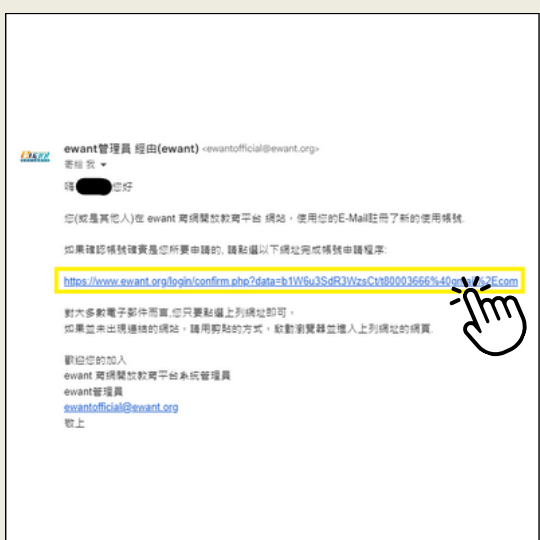 ewant
ewant管理員 經由(ewant) <ewantofficial@ewant.org>
寄給 我
嗨 您好
您(或是其他人)在 ewant 育網開放教育平台 網站，使用您的E-Mail註冊了新的使用帳號.
如果確認帳號確實是您所要申請的, 請點選以下網址完成帳號申請程序:
https://www.ewant.org/login/confirm.php?data=b1W6u3SdR3WzsCt/t80003666%40gmail%2Ecom
對大多數電子郵件而言,您只要點選上列網址即可，
如果並未出現連結的網站，請用剪貼的方式，啟動瀏覽器並進入上列網址的網頁.
歡迎您的加入
ewant 育網開放教育平台系統管理員
ewant管理員
ewantofficial@ewant.org
敬上